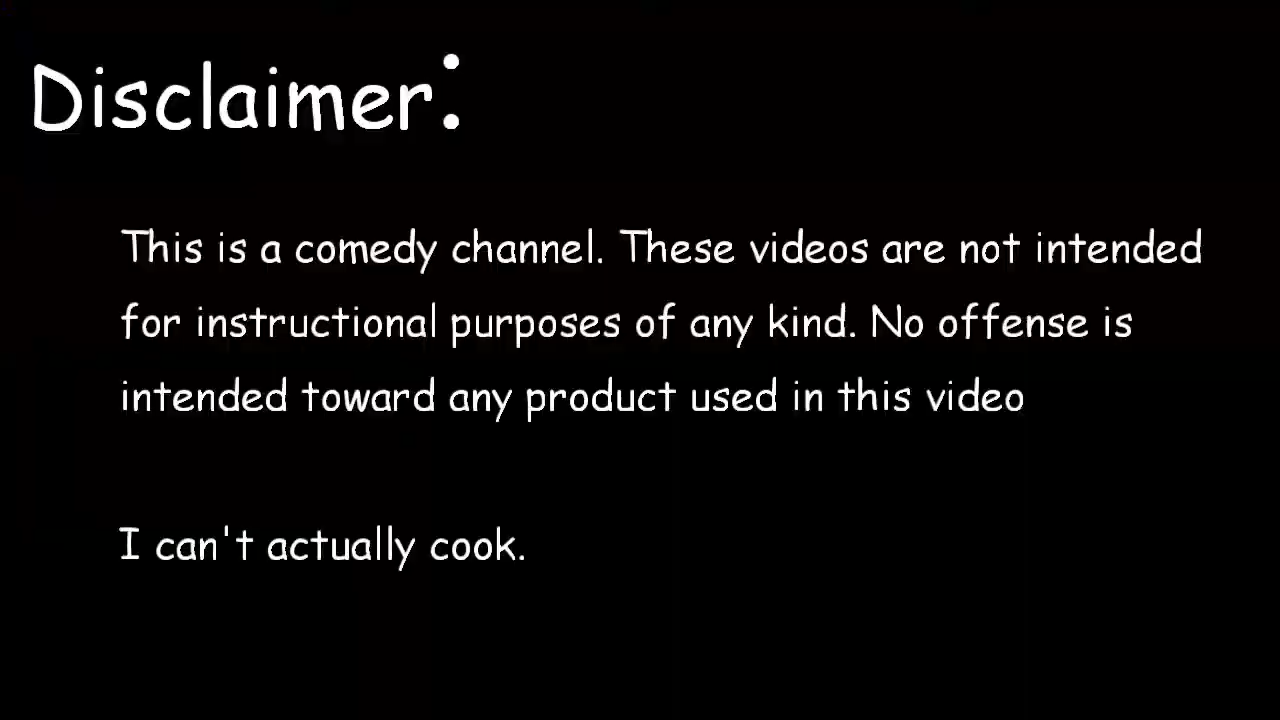 Disclaimer:
This is a comedy channel. These videos are not intended
for instructional purposes of any kind. No offense is
intended toward any product used in this video
I can't actually cook.